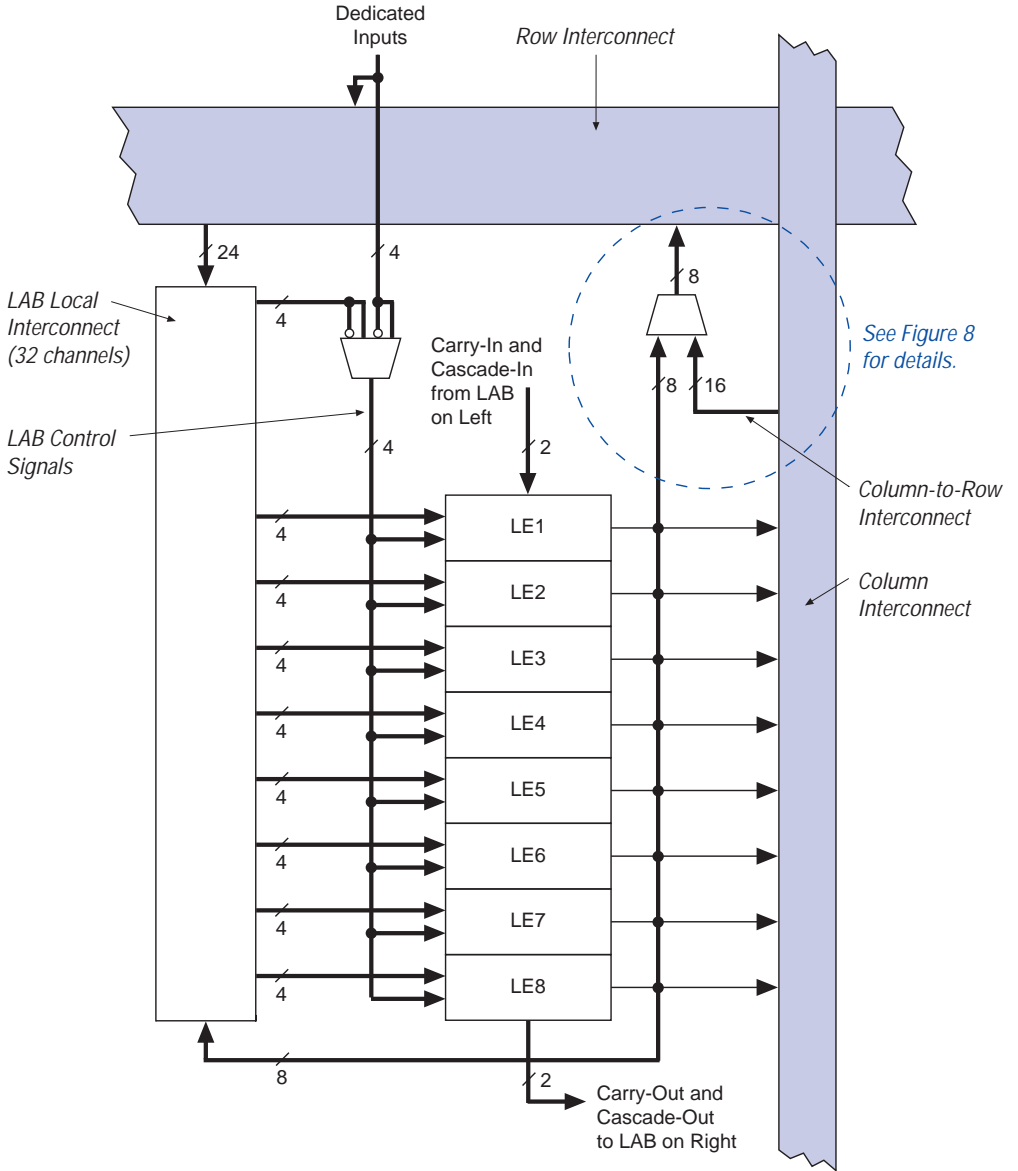 Dedicated
Inputs
Row Interconnect
24
4
LAB Local
Interconnect
(32 channels)
4
8
See Figure 8
for details.
Carry-In and
Cascade-In
from LAB
on Left
8
16
LAB Control
Signals
4
2
Column-to-Row
Interconnect
4
LE1
4
LE2
Column
Interconnect
4
LE3
4
LE4
4
LE5
4
LE6
4
LE7
4
LE8
8
2
Carry-Out and
Cascade-Out
to LAB on Right